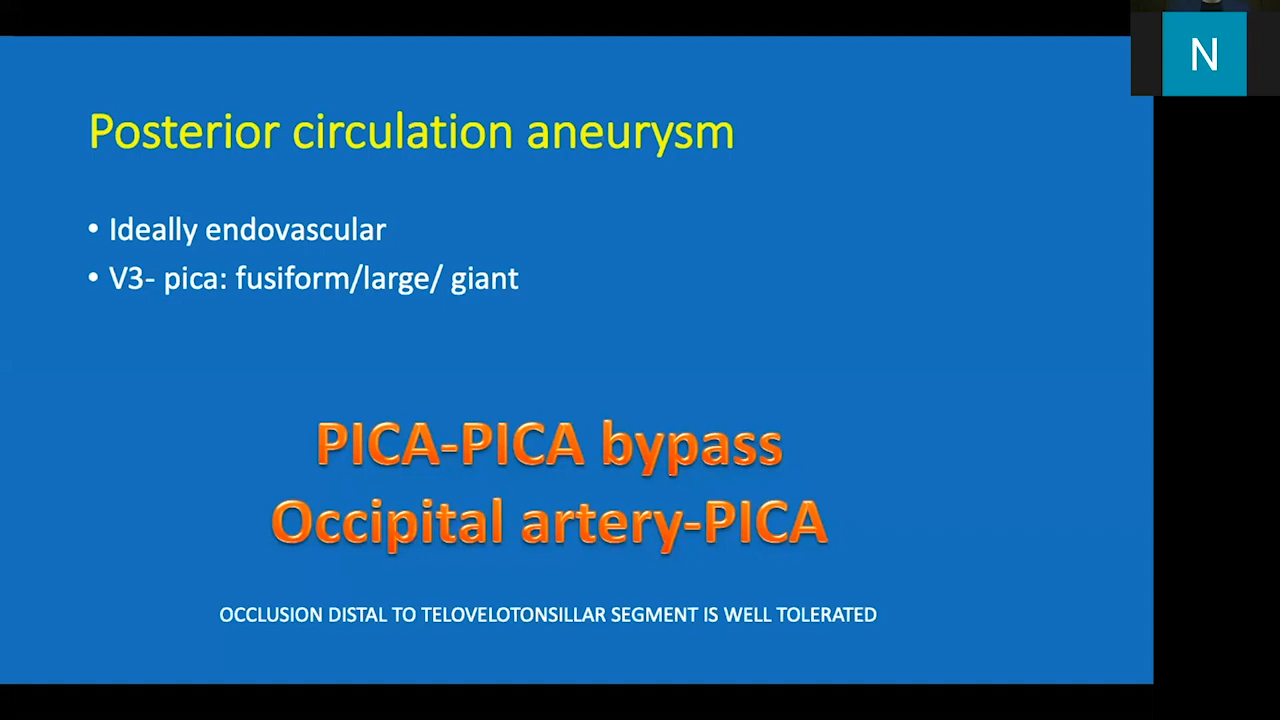 N
Posterior circulation aneurysm
• Ideally endovascular
• V3- pica: fusiform/large/ giant
PICA-PICA bypass
Occipital artery-PICA
OCCLUSION DISTAL TO TELOVELOTONSILLAR SEGMENT IS WELL TOLERATED